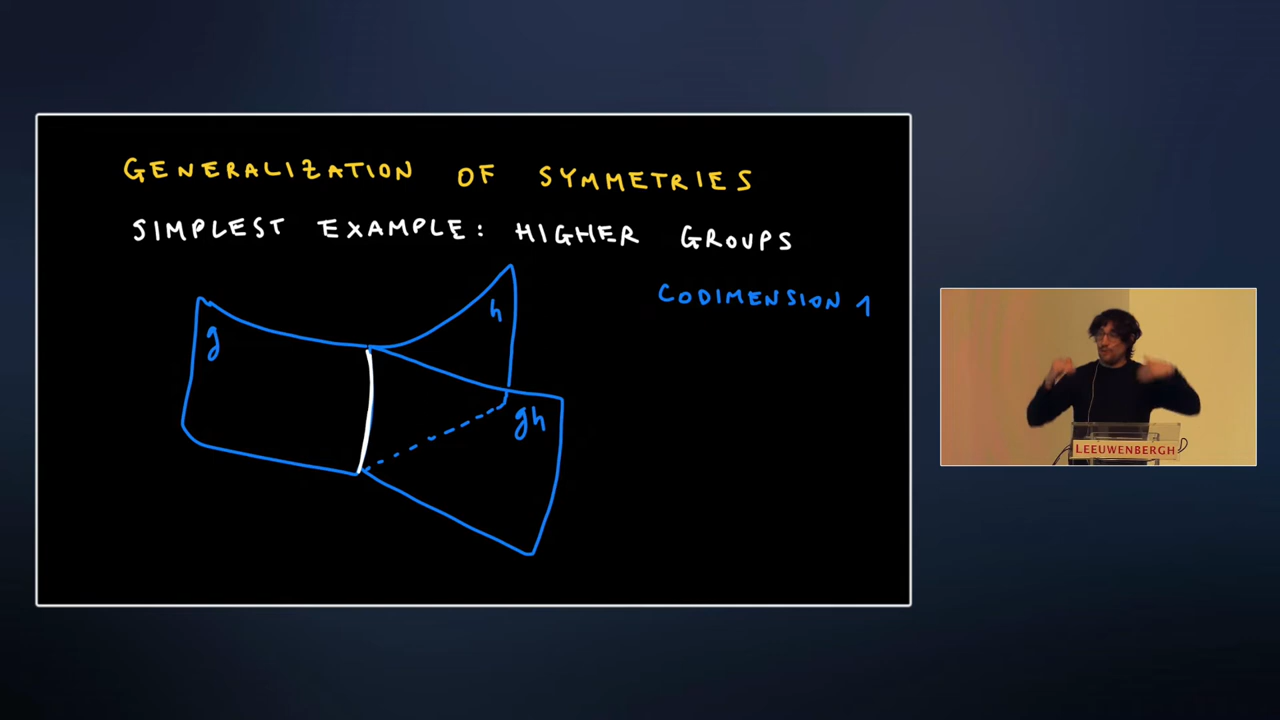 GENERALIZATION OF SYMMETRIES
SIMPLEST EXAMPLE: HIGHER GROUPS
CODIMENSION 1
g
h
gh
LEEUWENBERGH